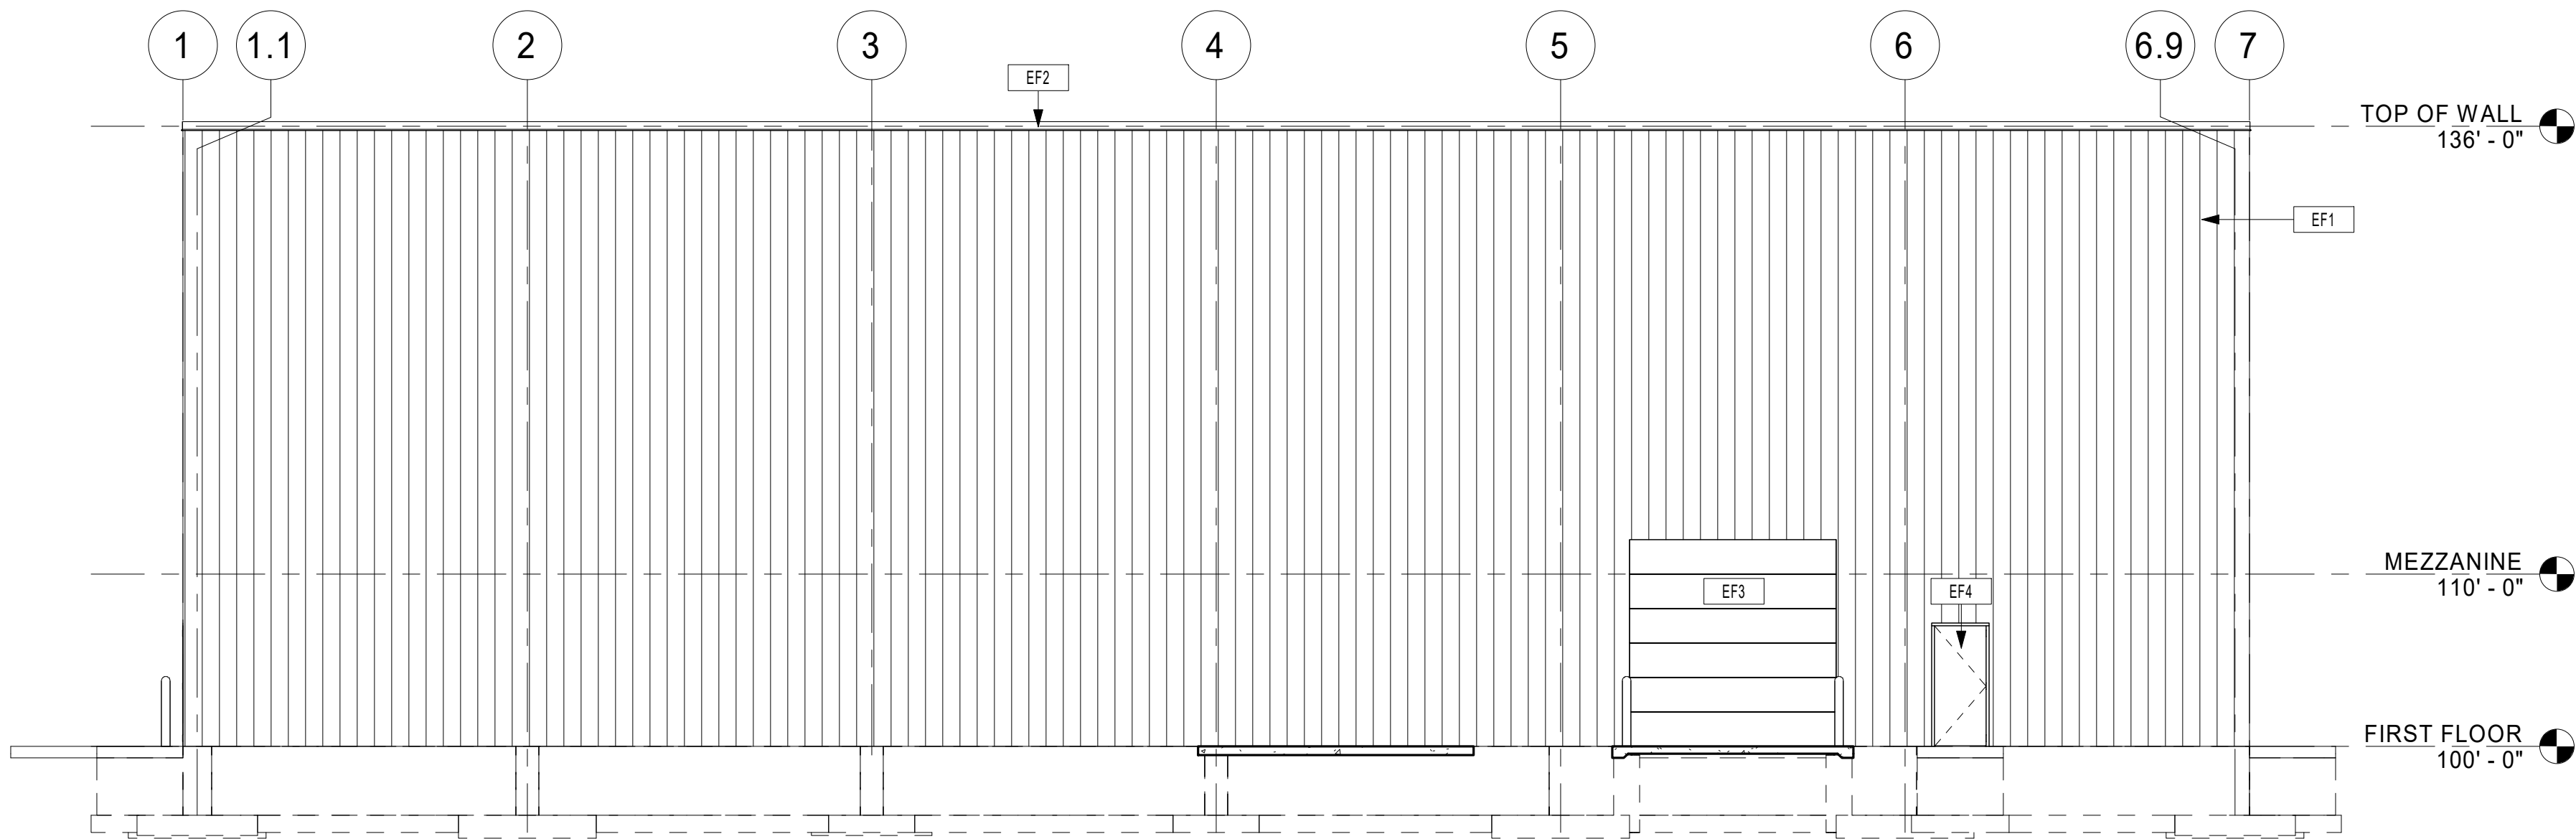 1
1.1
2
3
4
5
6
6.9
7
EF2
TOP OF WALL
136' - 0"
EF1
MEZZANINE
110' - 0"
EF3
EF4
FIRST FLOOR
100' - 0"